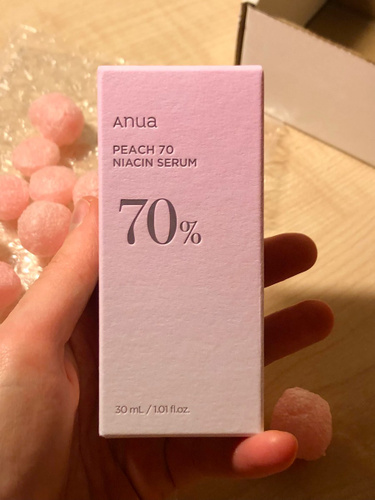 Anua
PEACH 70
NIACIN SERUM
70%
30 mL / 1.01 fl.oz.